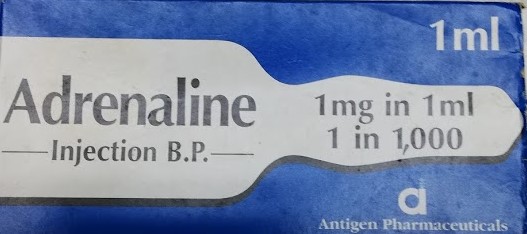 1ml
Adrenaline
Injection B.P.
1mg in 1ml
1 in 1,000
a
Antigen Pharmaceuticals